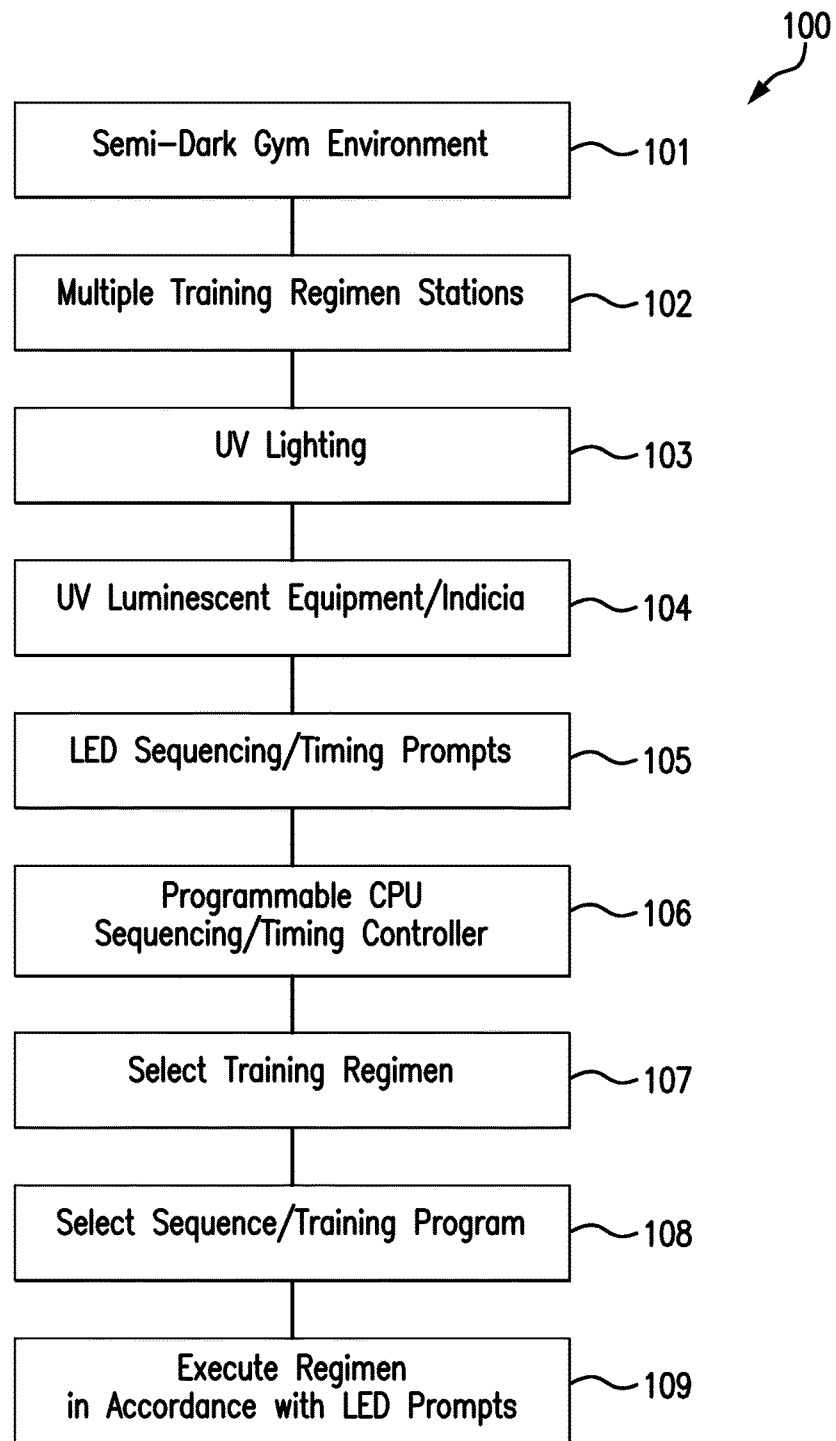 100
Semi-Dark Gym Environment
101
Multiple Training Regimen Stations
102
UV Lighting
103
UV Luminescent Equipment/Indicia
104
LED Sequencing/Timing Prompts
105
Programmable CPU
Sequencing/Timing Controller
106
Select Training Regimen
107
Select Sequence/Training Program
108
Execute Regimen
in Accordance with LED Prompts
109